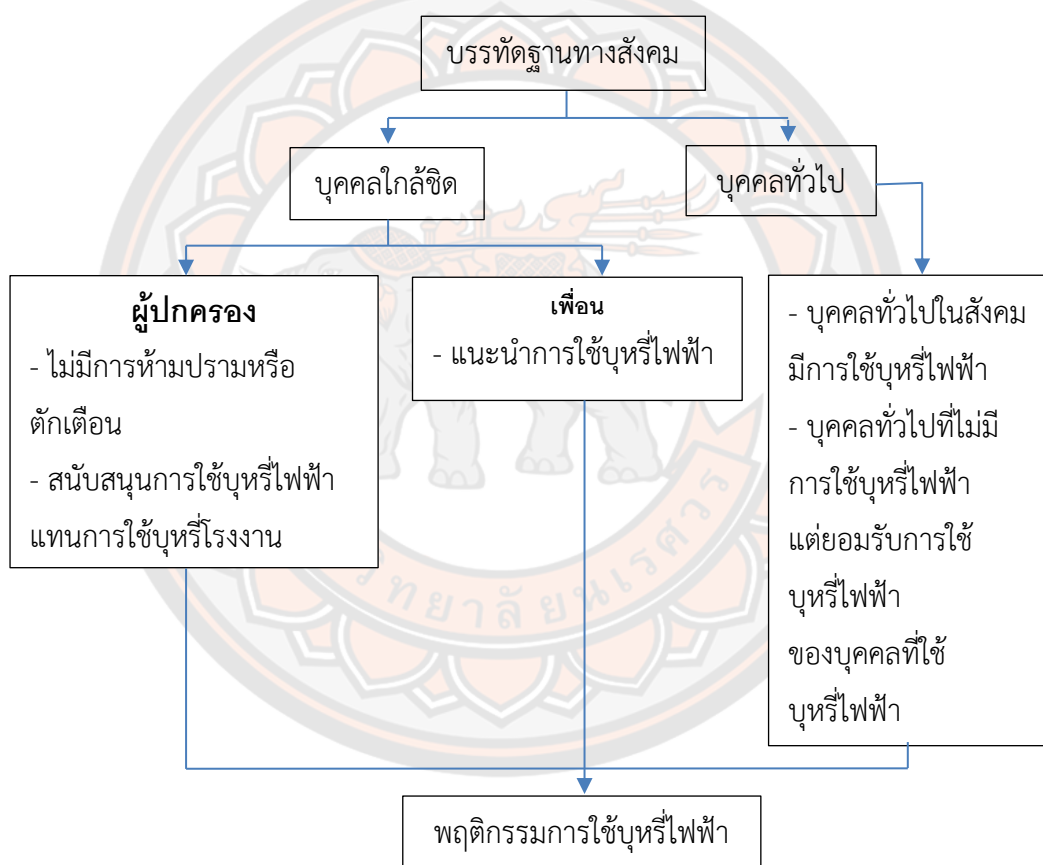 บรรทัดฐานทางสังคม
บุคคลใกล้ชิด
บุคคลทั่วไป
ผู้ปกครอง
- ไม่มีการห้ามปรามหรือ
ตักเตือน
- สนับสนุนการใช้บุหรี่ไฟฟ้า
แทนการใช้บุหรี่โรงงาน
เพื่อน
- แนะนำการใช้บุหรี่ไฟฟ้า
- บุคคลทั่วไปในสังคม
มีการใช้บุหรี่ไฟฟ้า
- บุคคลทั่วไปที่ไม่มี
การใช้บุหรี่ไฟฟ้า
แต่ยอมรับการใช้
บุหรี่ไฟฟ้า
ของบุคคลที่ใช้
บุหรี่ไฟฟ้า
พฤติกรรมการใช้บุหรี่ไฟฟ้า